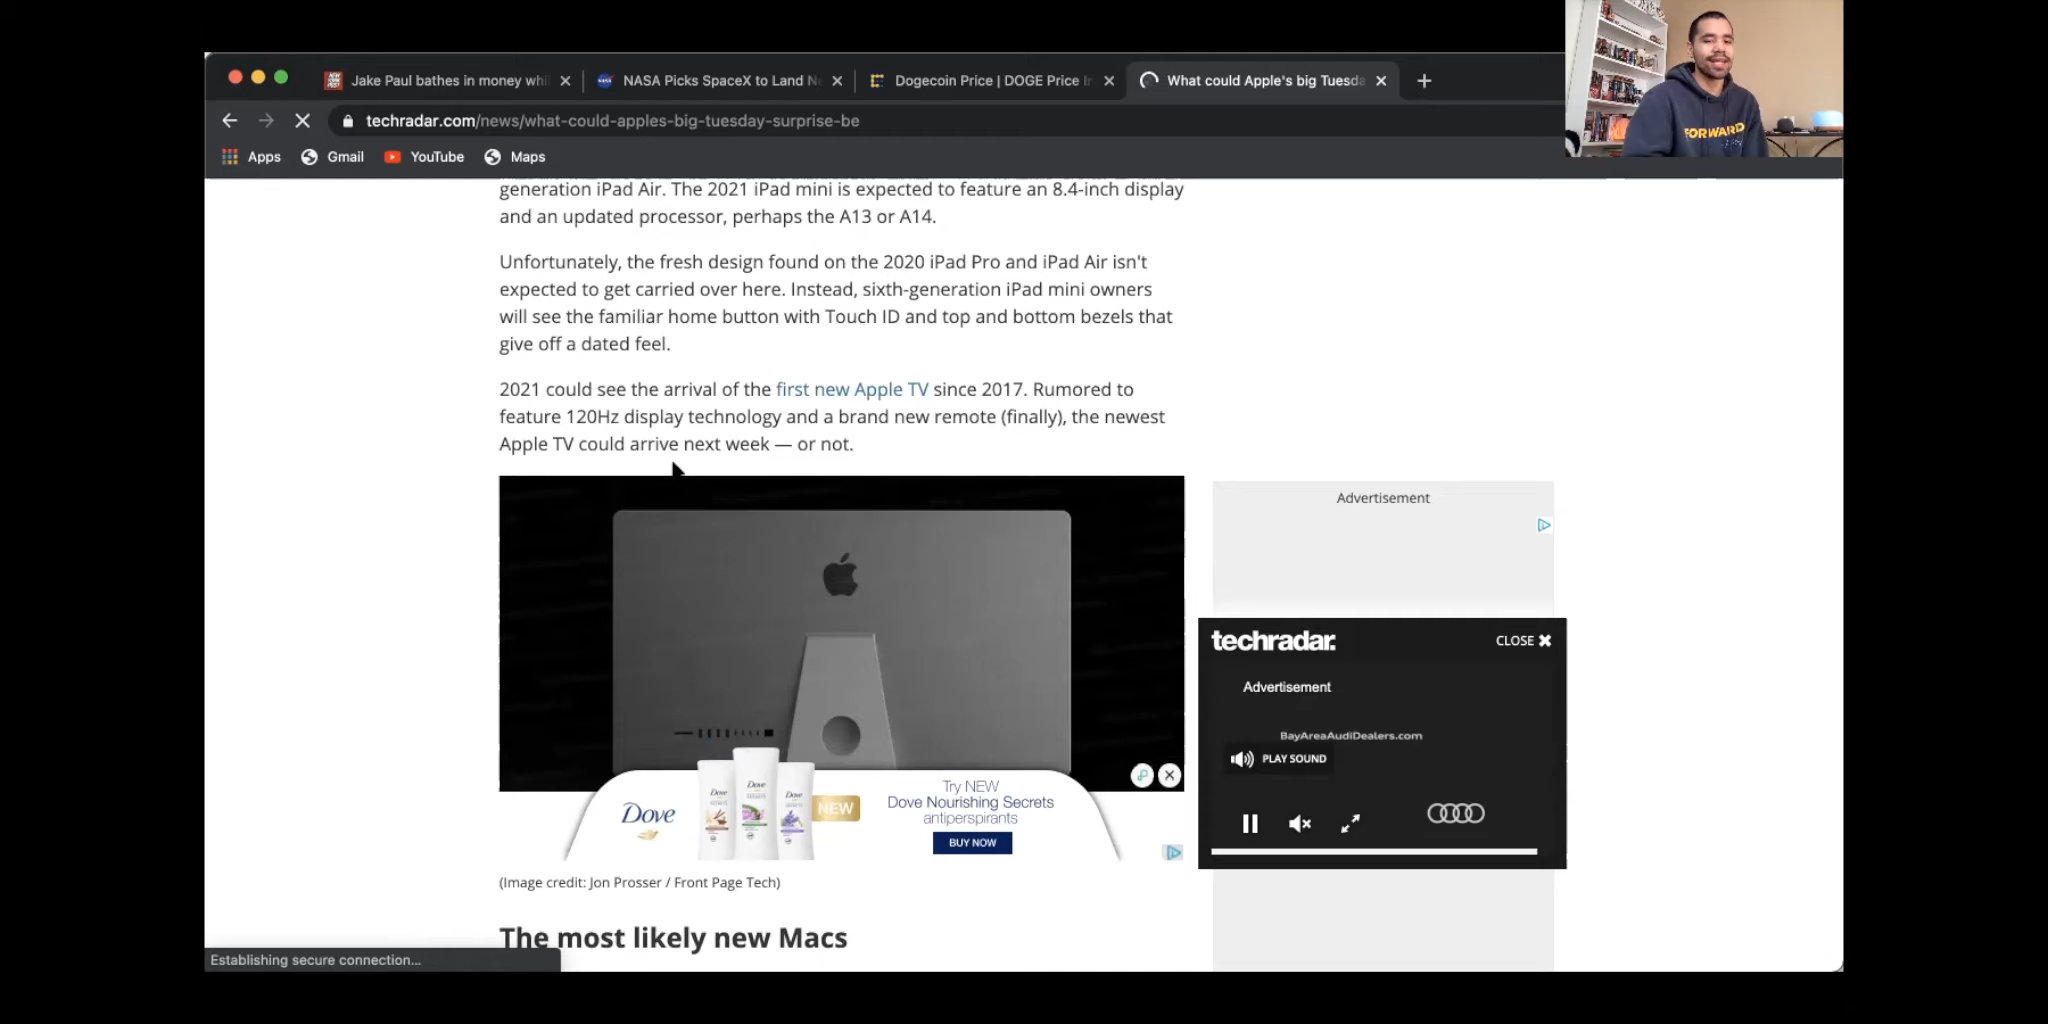 Jake Paul bathes in money whi
NASA Picks SpaceX to Land N
Dogecoin Price | DOGE Price In
What could Apple's big Tuesda
techradar.com/news/what-could-apples-big-tuesday-surprise-be
Apps
Gmail
YouTube
Maps
FORWARD
generation iPad Air. The 2021 iPad mini is expected to feature an 8.4-inch display
and an updated processor, perhaps the A13 or A14.
Unfortunately, the fresh design found on the 2020 iPad Pro and iPad Air isn't
expected to get carried over here. Instead, sixth-generation iPad mini owners
will see the familiar home button with Touch ID and top and bottom bezels that
give off a dated feel.
2021 could see the arrival of the first new Apple TV since 2017. Rumored to
feature 120Hz display technology and a brand new remote (finally), the newest
Apple TV could arrive next week — or not.
Advertisement
techradar.
CLOSE
Advertisement
BayAreaAudiDealers.com
PLAY SOUND
Dove
Dove
Dove
Dove
NEW
Try NEW
Dove Nourishing Secrets
antiperspirants
BUY NOW
(Image credit: Jon Prosser / Front Page Tech)
The most likely new Macs
Establishing secure connection...